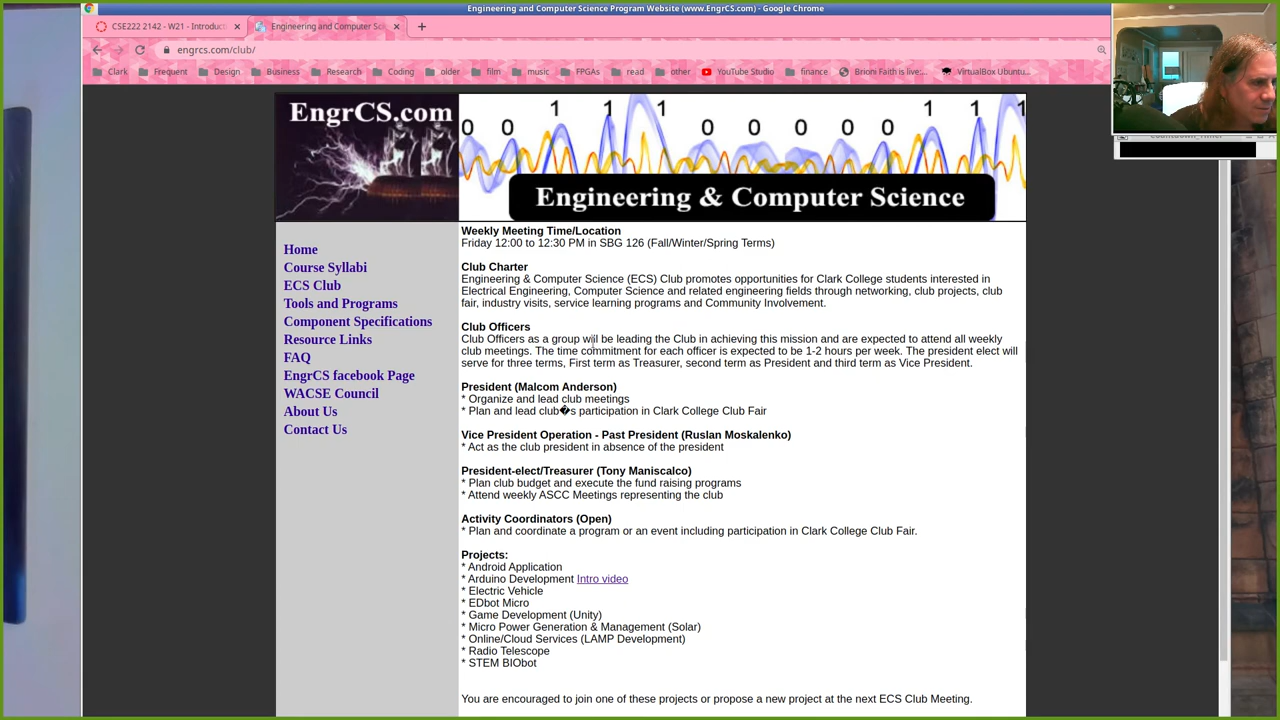 Engineering and Computer Science Program Website (www.EngrCS.com) - Google Chrome
CSE222 2142 - W21 - Introduct
Engineering and Computer Sci
engrcs.com/club/
Clark Frequent Design Business Research Coding older film music FPGAs read other YouTube Studio finance Brioni Faith is live:... VirtualBox Ubuntu...
EngrCS.com
0 0 1 1 1 0 0 0 0 0 1 1 1
Engineering & Computer Science
Home
Course Syllabi
ECS Club
Tools and Programs
Component Specifications
Resource Links
FAQ
EngrCS facebook Page
WACSE Council
About Us
Contact Us
Weekly Meeting Time/Location
Friday 12:00 to 12:30 PM in SBG 126 (Fall/Winter/Spring Terms)
Club Charter
Engineering & Computer Science (ECS) Club promotes opportunities for Clark College students interested in
Electrical Engineering, Computer Science and related engineering fields through networking, club projects, club
fair, industry visits, service learning programs and Community Involvement.
Club Officers
Club Officers as a group will be leading the Club in achieving this mission and are expected to attend all weekly
club meetings. The time commitment for each officer is expected to be 1-2 hours per week. The president elect will
serve for three terms, First term as Treasurer, second term as President and third term as Vice President.
President (Malcom Anderson)
* Organize and lead club meetings
* Plan and lead club�s participation in Clark College Club Fair
Vice President Operation - Past President (Ruslan Moskalenko)
* Act as the club president in absence of the president
President-elect/Treasurer (Tony Maniscalco)
* Plan club budget and execute the fund raising programs
* Attend weekly ASCC Meetings representing the club
Activity Coordinators (Open)
* Plan and coordinate a program or an event including participation in Clark College Club Fair.
Projects:
* Android Application
* Arduino Development Intro video
* Electric Vehicle
* EDbot Micro
* Game Development (Unity)
* Micro Power Generation & Management (Solar)
* Online/Cloud Services (LAMP Development)
* Radio Telescope
* STEM BIObot
You are encouraged to join one of these projects or propose a new project at the next ECS Club Meeting.